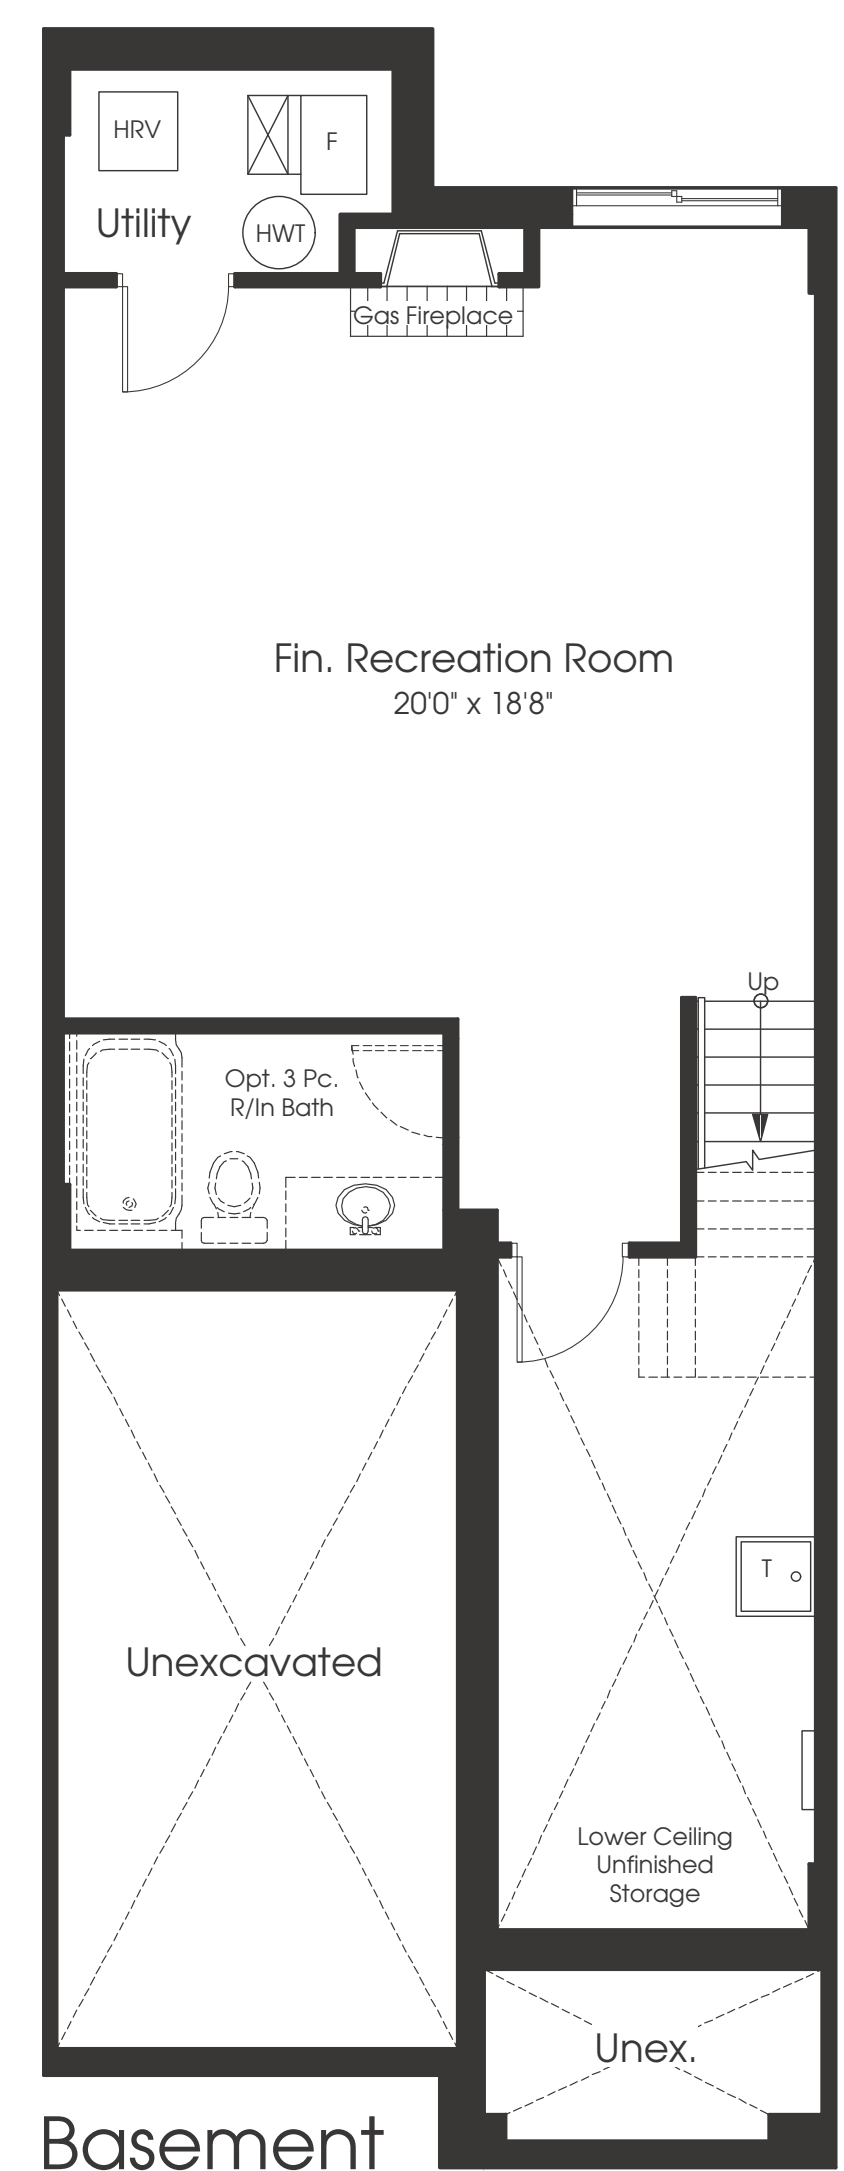 HRV
F
Utility
HWT
Gas Fireplace
Fin. Recreation Room
20'0" x 18'8"
Up
Opt. 3 Pc.
R/In Bath
T
Unexcavated
Lower Ceiling
Unfinished
Storage
Unex.
Basement